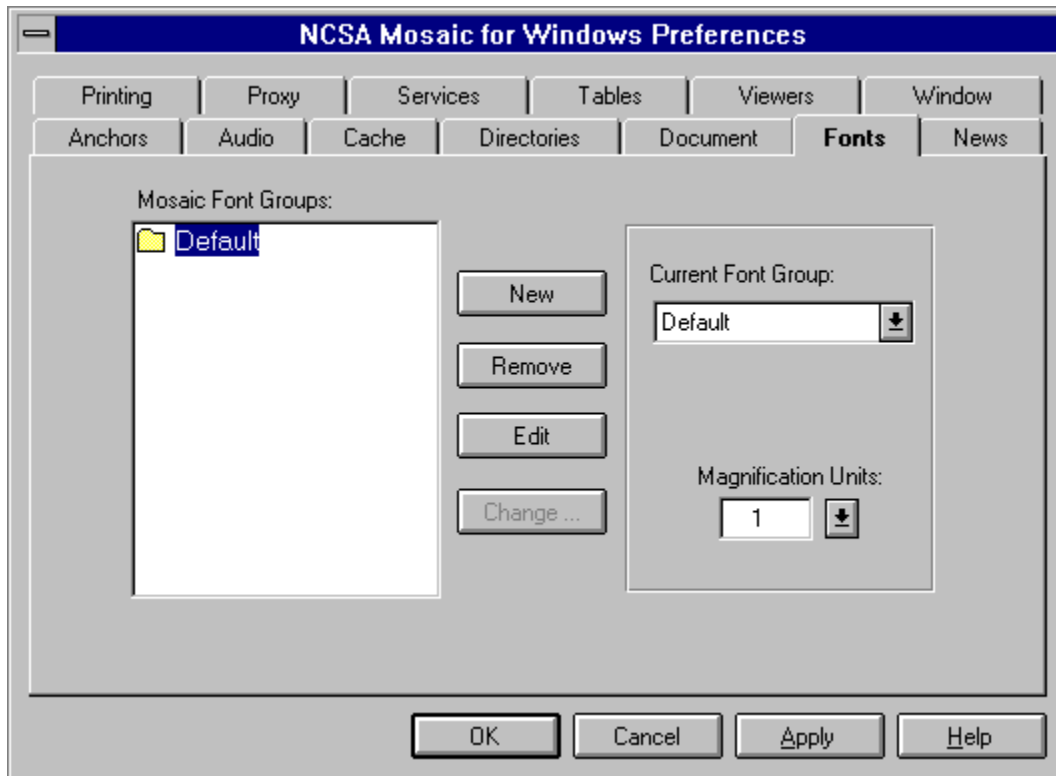 NCSA Mosaic for Windows Preferences
Printing Proxy Services Tables Viewers Window
Anchors Audio Cache Directories Document Fonts News
Mosaic Font Groups:
Default
New
Remove
Edit
Change ...
Current Font Group:
Default
Magnification Units:
1
OK Cancel Apply Help